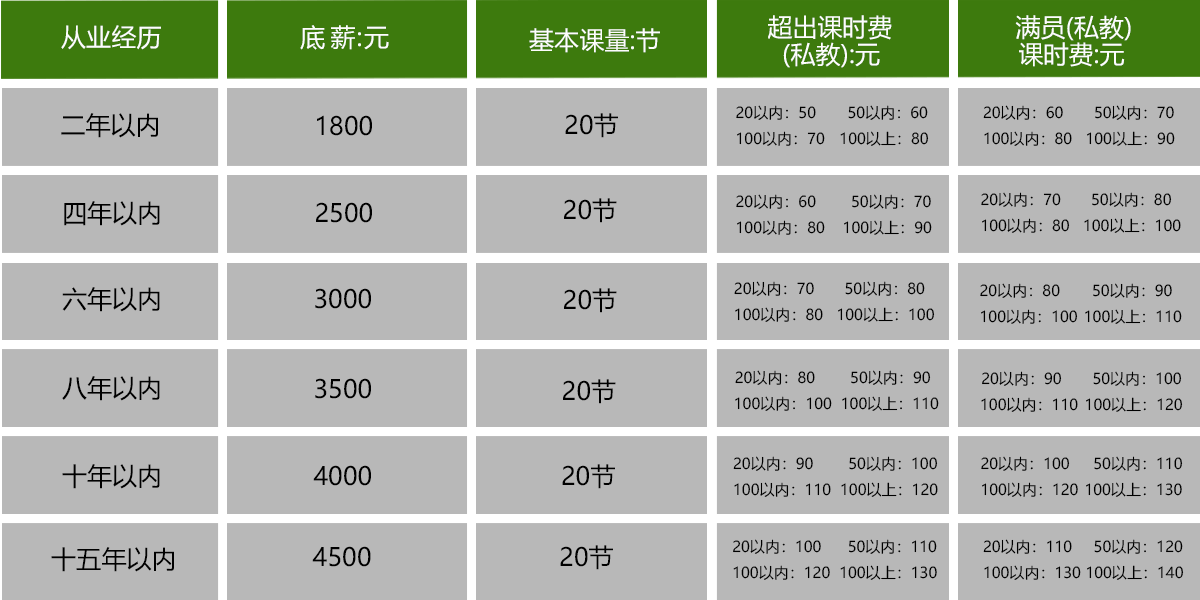 从业经历 底 薪:元 基本课量:节 超出课时费 满员(私教)
(私教):元 课时费:元
二年以内 1800 20节 20以内：50 50以内：60 20以内：60 50以内：70
100以内：70 100以上：80 100以内：80 100以上：90
四年以内 2500 20节 20以内：60 50以内：70 20以内：70 50以内：80
100以内：80 100以上：90 100以内：80 100以上：100
六年以内 3000 20节 20以内：70 50以内：80 20以内：80 50以内：90
100以内：80 100以上：100 100以内：100 100以上：110
八年以内 3500 20节 20以内：80 50以内：90 20以内：90 50以内：100
100以内：100 100以上：110 100以内：110 100以上：120
十年以内 4000 20节 20以内：90 50以内：100 20以内：100 50以内：110
100以内：110 100以上：120 100以内：120 100以上：130
十五年以内 4500 20节 20以内：100 50以内：110 20以内：110 50以内：120
100以内：120 100以上：130 100以内：130 100以上：140